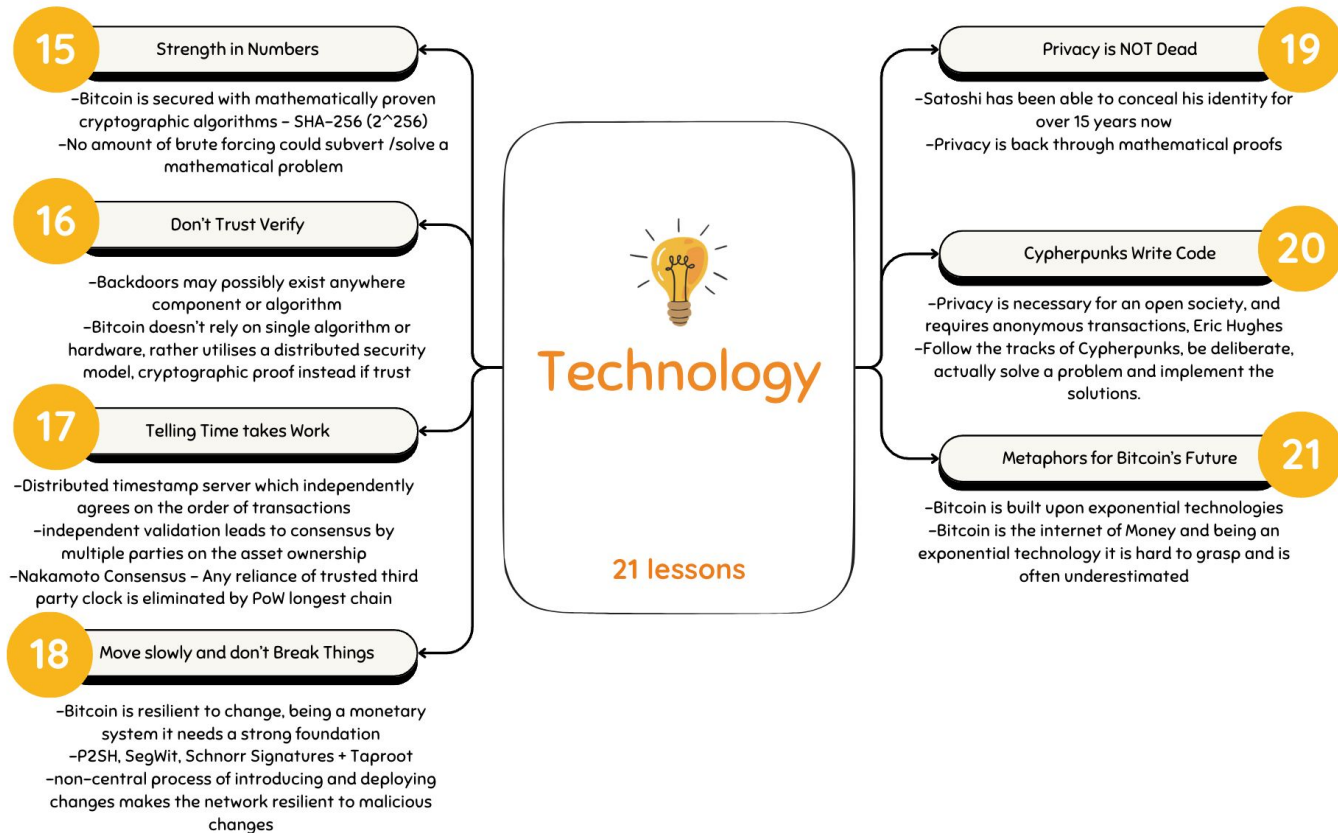 15
Strength in Numbers
-Bitcoin is secured with mathematically proven
cryptographic algorithms - SHA-256 (2^256)
-No amount of brute forcing could subvert /solve a
mathematical problem
16
Don't Trust Verify
-Backdoors may possibly exist anywhere
component or algorithm
-Bitcoin doesn't rely on single algorithm or
hardware, rather utilises a distributed security
model, cryptographic proof instead if trust
17
Telling Time takes Work
-Distributed timestamp server which independently
agrees on the order of transactions
-independent validation leads to consensus by
multiple parties on the asset ownership
-Nakamoto Consensus - Any reliance of trusted third
party clock is eliminated by PoW longest chain
18
Move slowly and don't Break Things
-Bitcoin is resilient to change, being a monetary
system it needs a strong foundation
-P2SH, SegWit, Schnorr Signatures + Taproot
-non-central process of introducing and deploying
changes makes the network resilient to malicious
changes
Technology
21 lessons
Privacy is NOT Dead
19
-Satoshi has been able to conceal his identity for
over 15 years now
-Privacy is back through mathematical proofs
Cypherpunks Write Code
20
-Privacy is necessary for an open society, and
requires anonymous transactions, Eric Hughes
-Follow the tracks of Cypherpunks, be deliberate,
actually solve a problem and implement the
solutions.
Metaphors for Bitcoin's Future
21
-Bitcoin is built upon exponential technologies
-Bitcoin is the internet of Money and being an
exponential technology it is hard to grasp and is
often underestimated